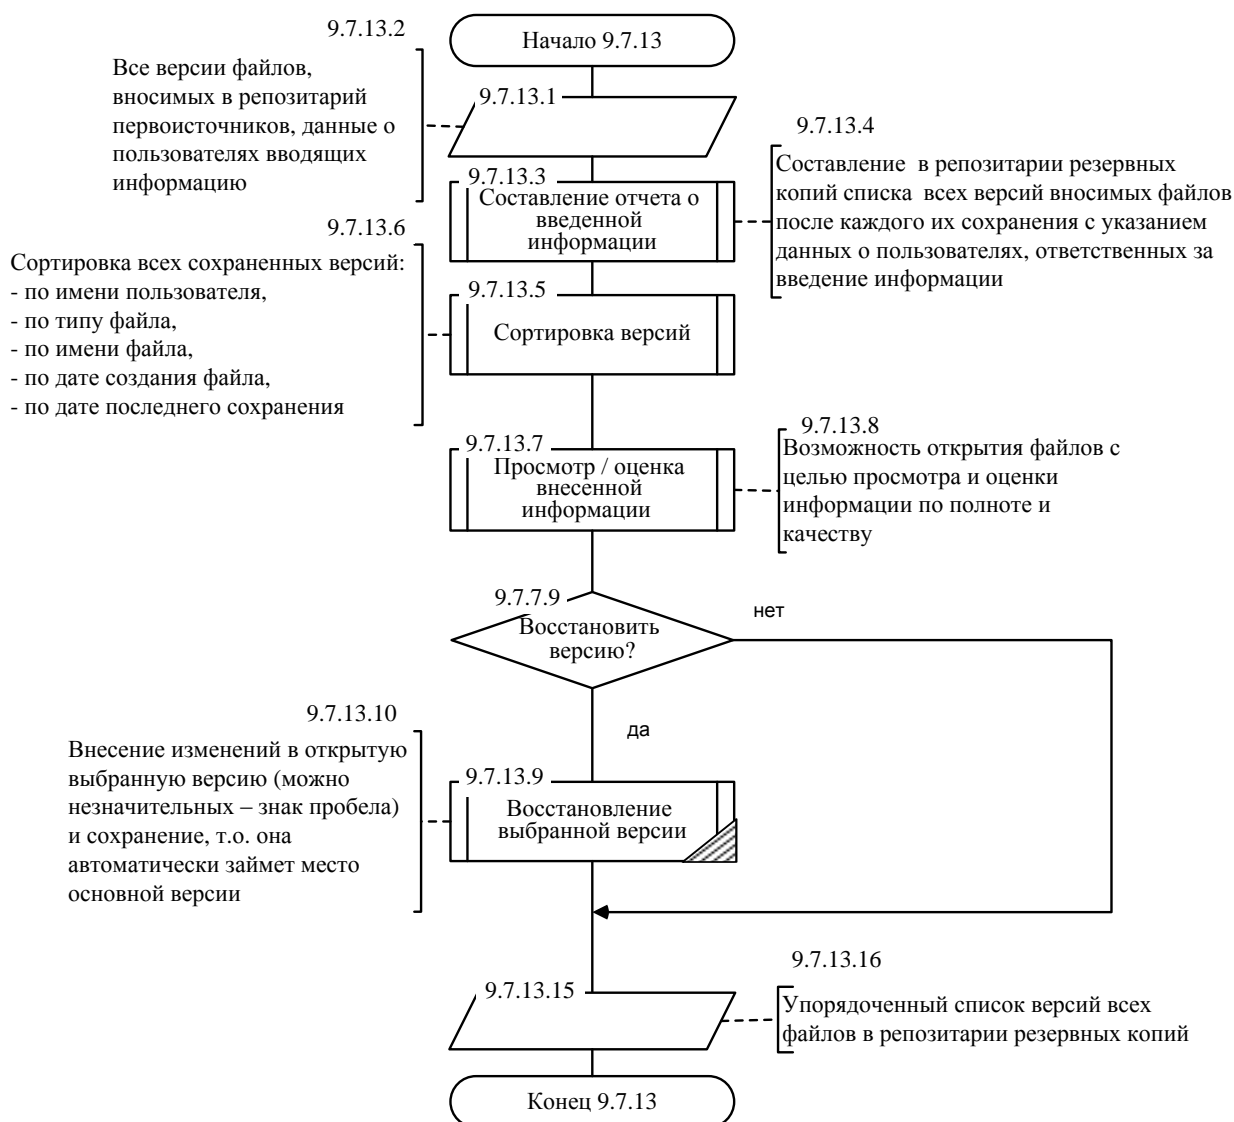 9.7.13.2
Начало 9.7.13
Все версии файлов,
вносимых в репозитарий
первоисточников, данные о
пользователях вводящих
информацию
9.7.13.1
9.7.13.4
Составление в репозитарии резервных
копий списка всех версий вносимых файлов
после каждого их сохранения с указанием
данных о пользователях, ответственных за
введение информации
9.7.13.3
Составление отчета о
введенной
информации
9.7.13.6
Сортировка всех сохраненных версий:
- по имени пользователя,
- по типу файла,
- по имени файла,
- по дате создания файла,
- по дате последнего сохранения
9.7.13.5
Сортировка версий
9.7.13.8
Возможность открытия файлов с
целью просмотра и оценки
информации по полноте и
качеству
9.7.13.7
Просмотр / оценка
внесенной
информации
9.7.7.9
Восстановить
версию?
нет
да
9.7.13.10
Внесение изменений в открытую
выбранную версию (можно
незначительных – знак пробела)
и сохранение, т.о. она
автоматически займет место
основной версии
9.7.13.9
Восстановление
выбранной версии
9.7.13.16
Упорядоченный список версий всех
файлов в репозитарии резервных копий
9.7.13.15
Конец 9.7.13